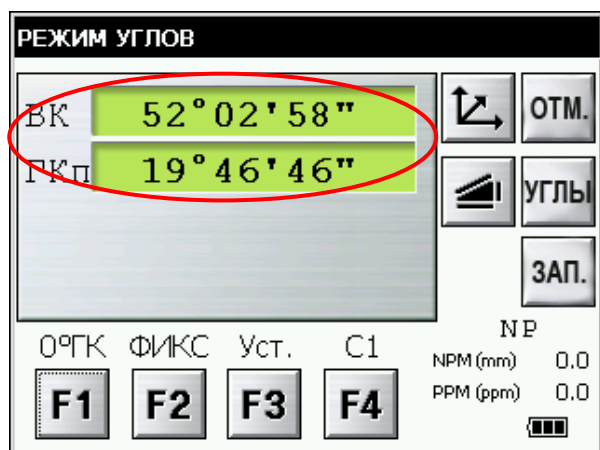 РЕЖИМ УГЛОВ
ВК 52°02'58"
ГКп 19°46'46"
ОТМ.
УГЛЫ
ЗАП.
0°ГК ФИКС Уст. С1
F1 F2 F3 F4
NP
NPM (mm) 0.0
PPM (ppm) 0.0